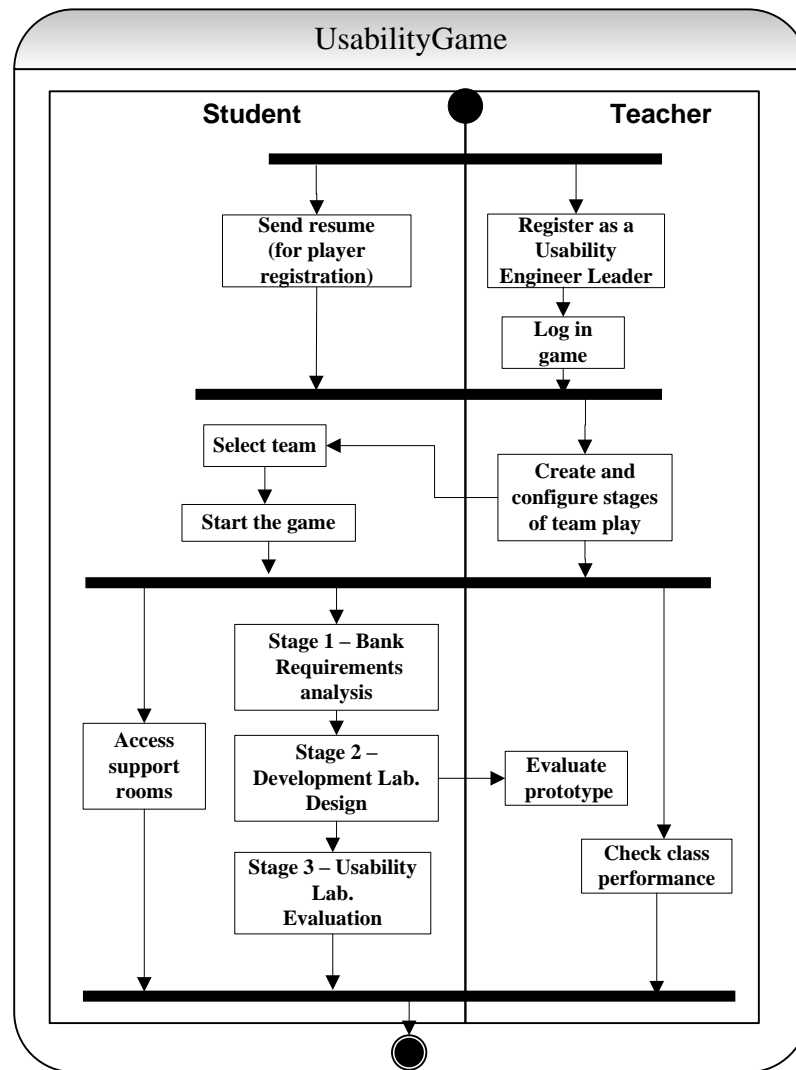 UsabilityGame
Student
Teacher
Send resume
(for player
registration)
Register as a
Usability
Engineer Leader
Log in
game
Select team
Create and
configure stages
of team play
Start the game
Stage 1 – Bank
Requirements
analysis
Access
support
rooms
Stage 2 –
Development Lab.
Design
Evaluate
prototype
Stage 3 – Usability
Lab.
Evaluation
Check class
performance